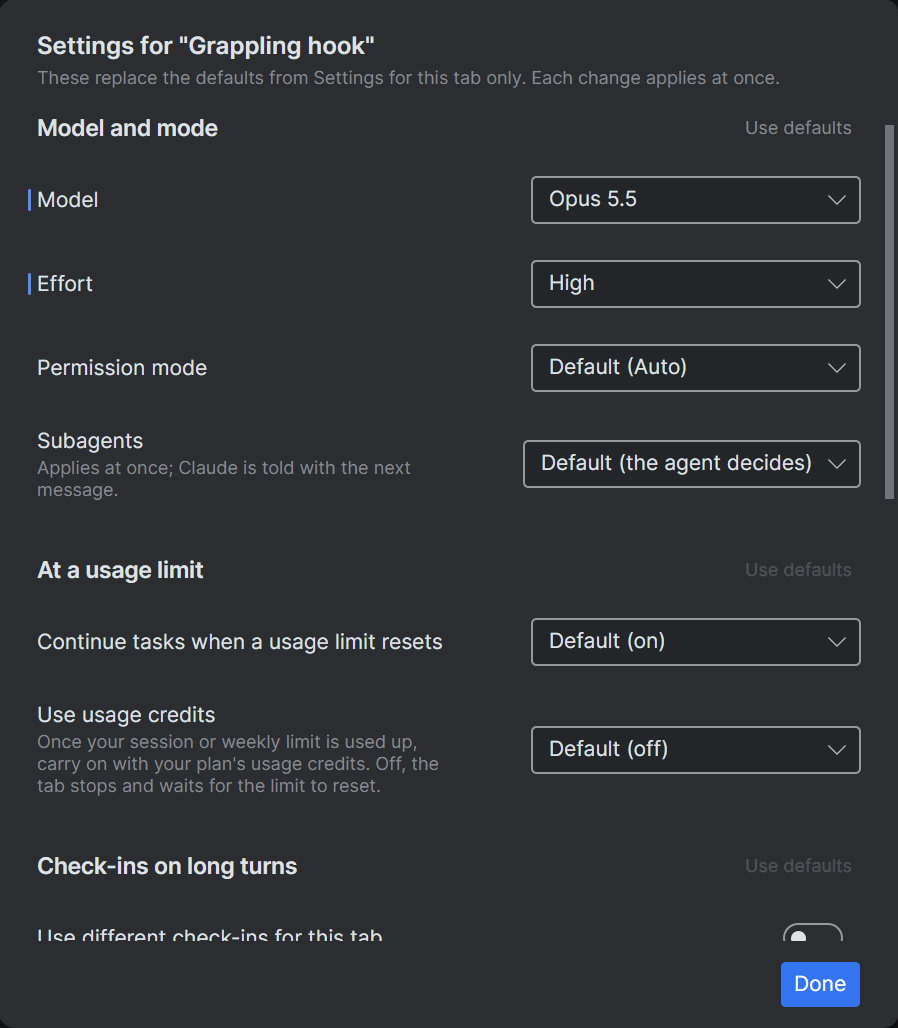 Settings for "Grappling hook"
These replace the defaults from Settings for this tab only. Each change applies at once.
Model and mode
Use defaults
Model
Opus 5.5
Effort
High
Permission mode
Default (Auto)
Subagents
Applies at once; Claude is told with the next
message.
Default (the agent decides)
At a usage limit
Use defaults
Continue tasks when a usage limit resets
Default (on)
Use usage credits
Once your session or weekly limit is used up,
carry on with your plan's usage credits. Off, the
tab stops and waits for the limit to reset.
Default (off)
Check-ins on long turns
Use defaults
Use different check-ins for this tab
Done